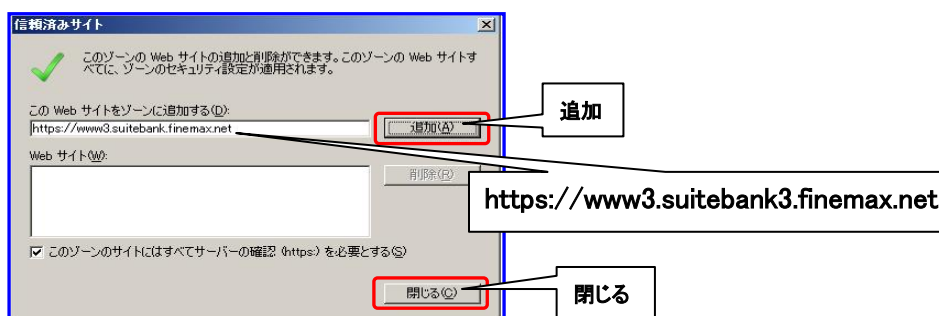 信頼済みサイト
このゾーンの Web サイトの追加と削除ができます。このゾーンの Web サイトす
べてに、ゾーンのセキュリティ設定が適用されます。
この Web サイトをゾーンに追加する(D):
https://www3.suitebank.finemax.net
追加(A)
追加
Web サイト(W):
削除(R)
https://www3.suitebank3.finemax.net
このゾーンのサイトにはすべてサーバーの確認 (https:) を必要とする(S)
閉じる(C)
閉じる